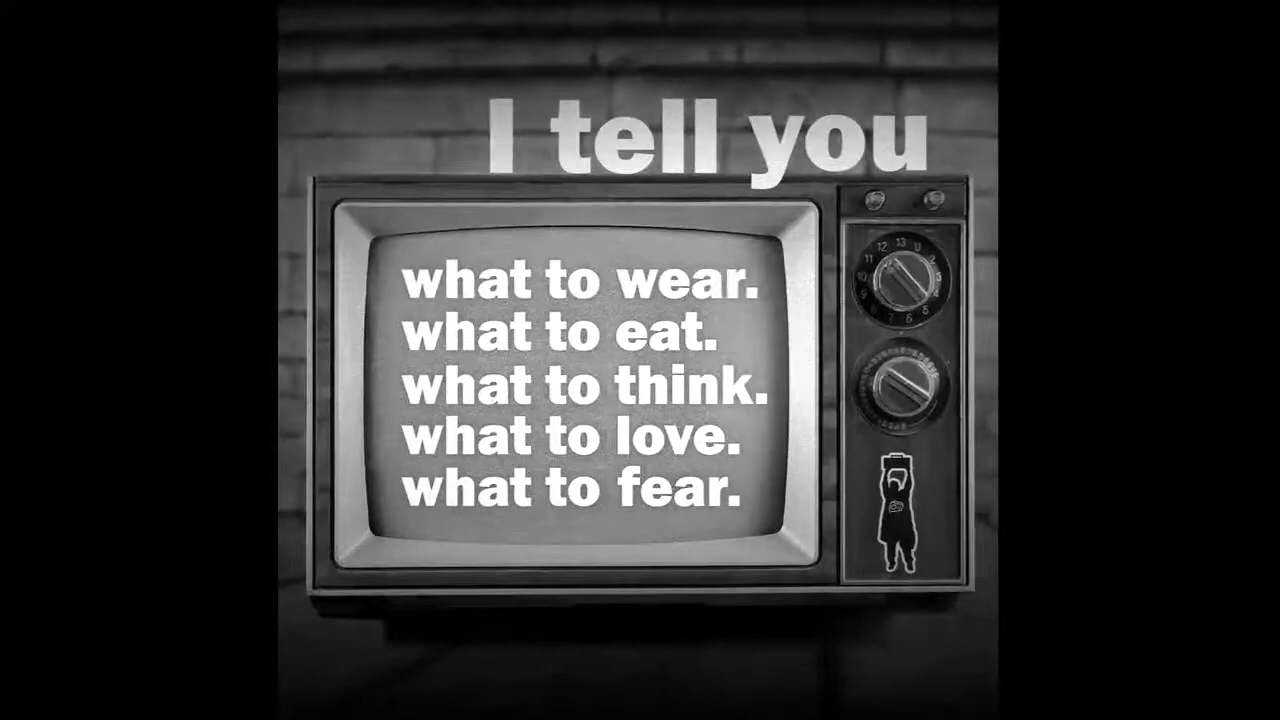 I tell you
what to wear.
what to eat.
what to think.
what to love.
what to fear.